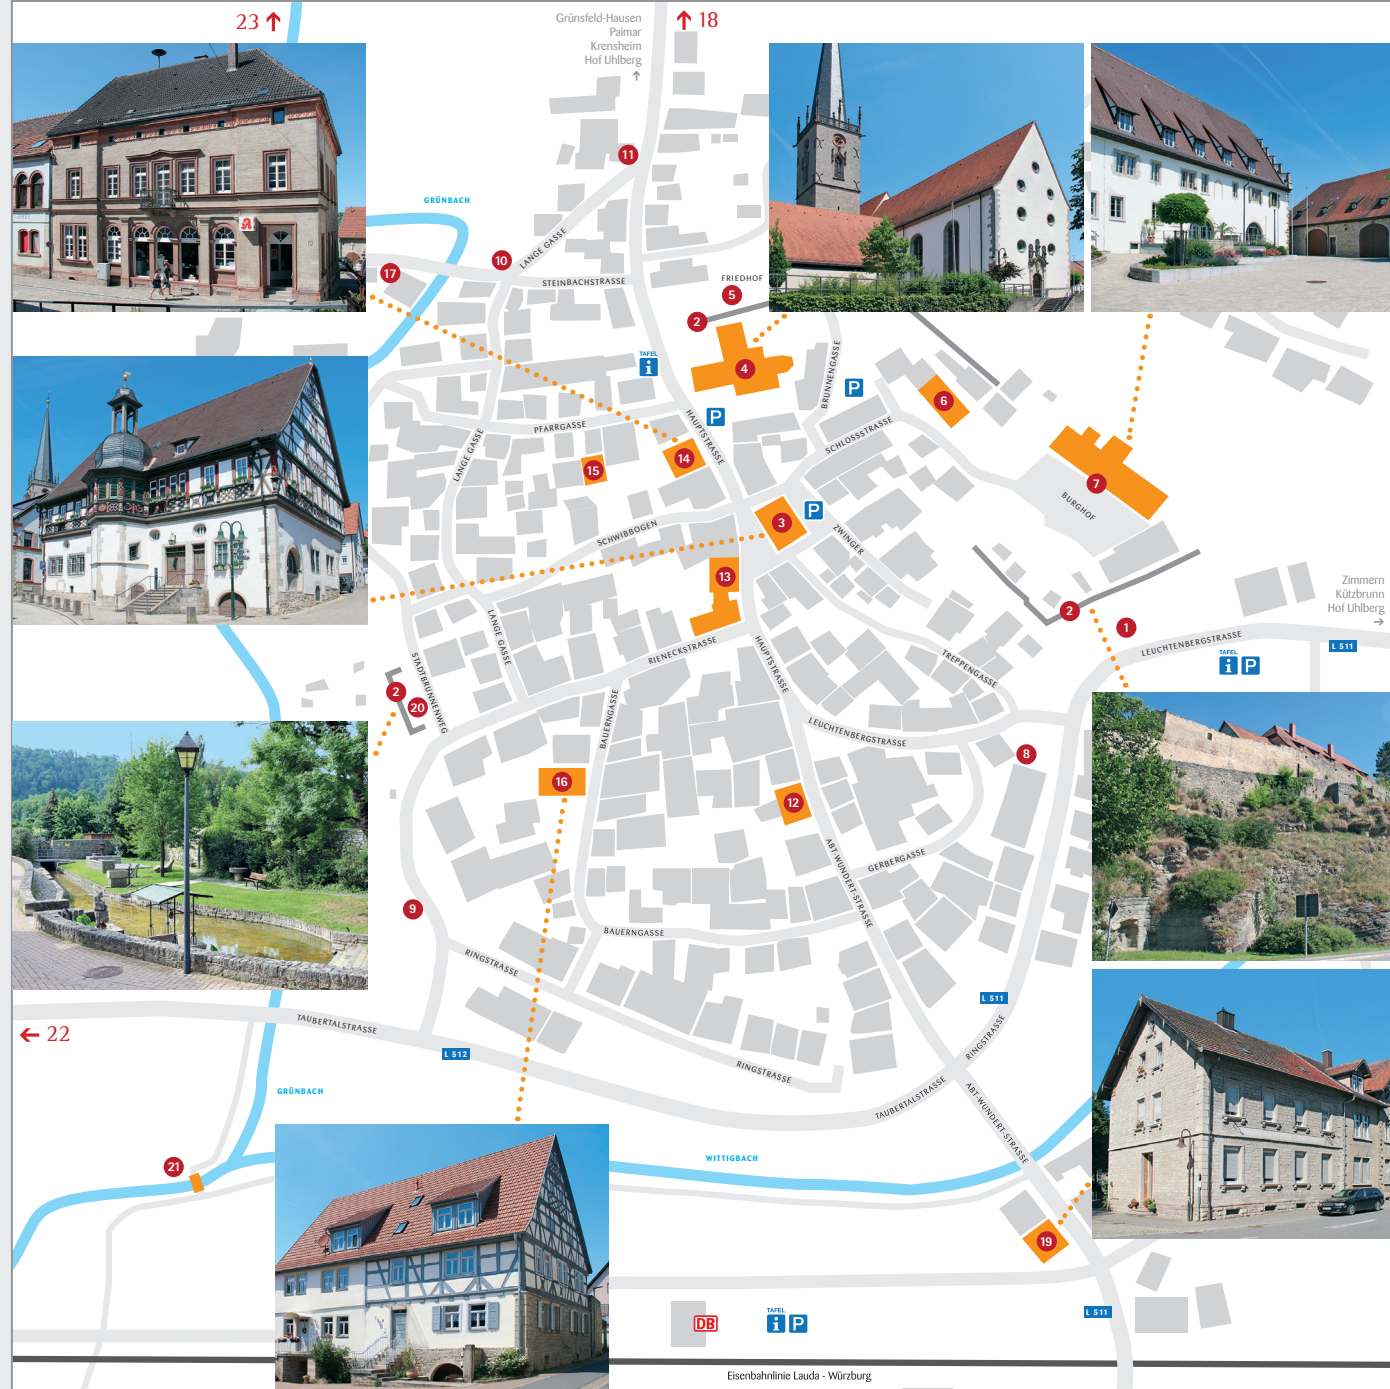 23
Grünsfeld-Hausen
Paimar
Krensheim
Hof Uhlberg
18
11
GRÜNBACH
10
LANGE GASSE
17
STEINBACHSTRASSE
FRIEDHOF
5
2
TAFEL
i
4
BRUNNENGASSE
P
6
P
HAUPTSTRASSE
SCHLOSSSTRASSE
PFARRGASSE
LANGE GASSE
14
15
7
BURGHOF
P
3
SCHWIBBOGEN
ZWINGER
13
Zimmern
Kützbrunn
Hof Uhlberg
2
1
LEUCHTENBERGSTRASSE
L 511
TAFEL
i P
LANGE GASSE
RIENECKSTRASSE
HAUPTSTRASSE
TREPPENGASSE
STADTBRUNNENWEG
2
20
BAUERNGASSE
LEUCHTENBERGSTRASSE
8
16
12
ABT-WUNDERT-STRASSE
GERBERGASSE
9
BAUERNGASSE
RINGSTRASSE
L 511
22
TAUBERTALSTRASSE
L 512
RINGSTRASSE
RINGSTRASSE
GRÜNBACH
TAUBERTALSTRASSE
ABT-WUNDERT-STRASSE
WITTIGBACH
21
19
L 511
DB
TAFEL
i P
Eisenbahnlinie Lauda - Würzburg